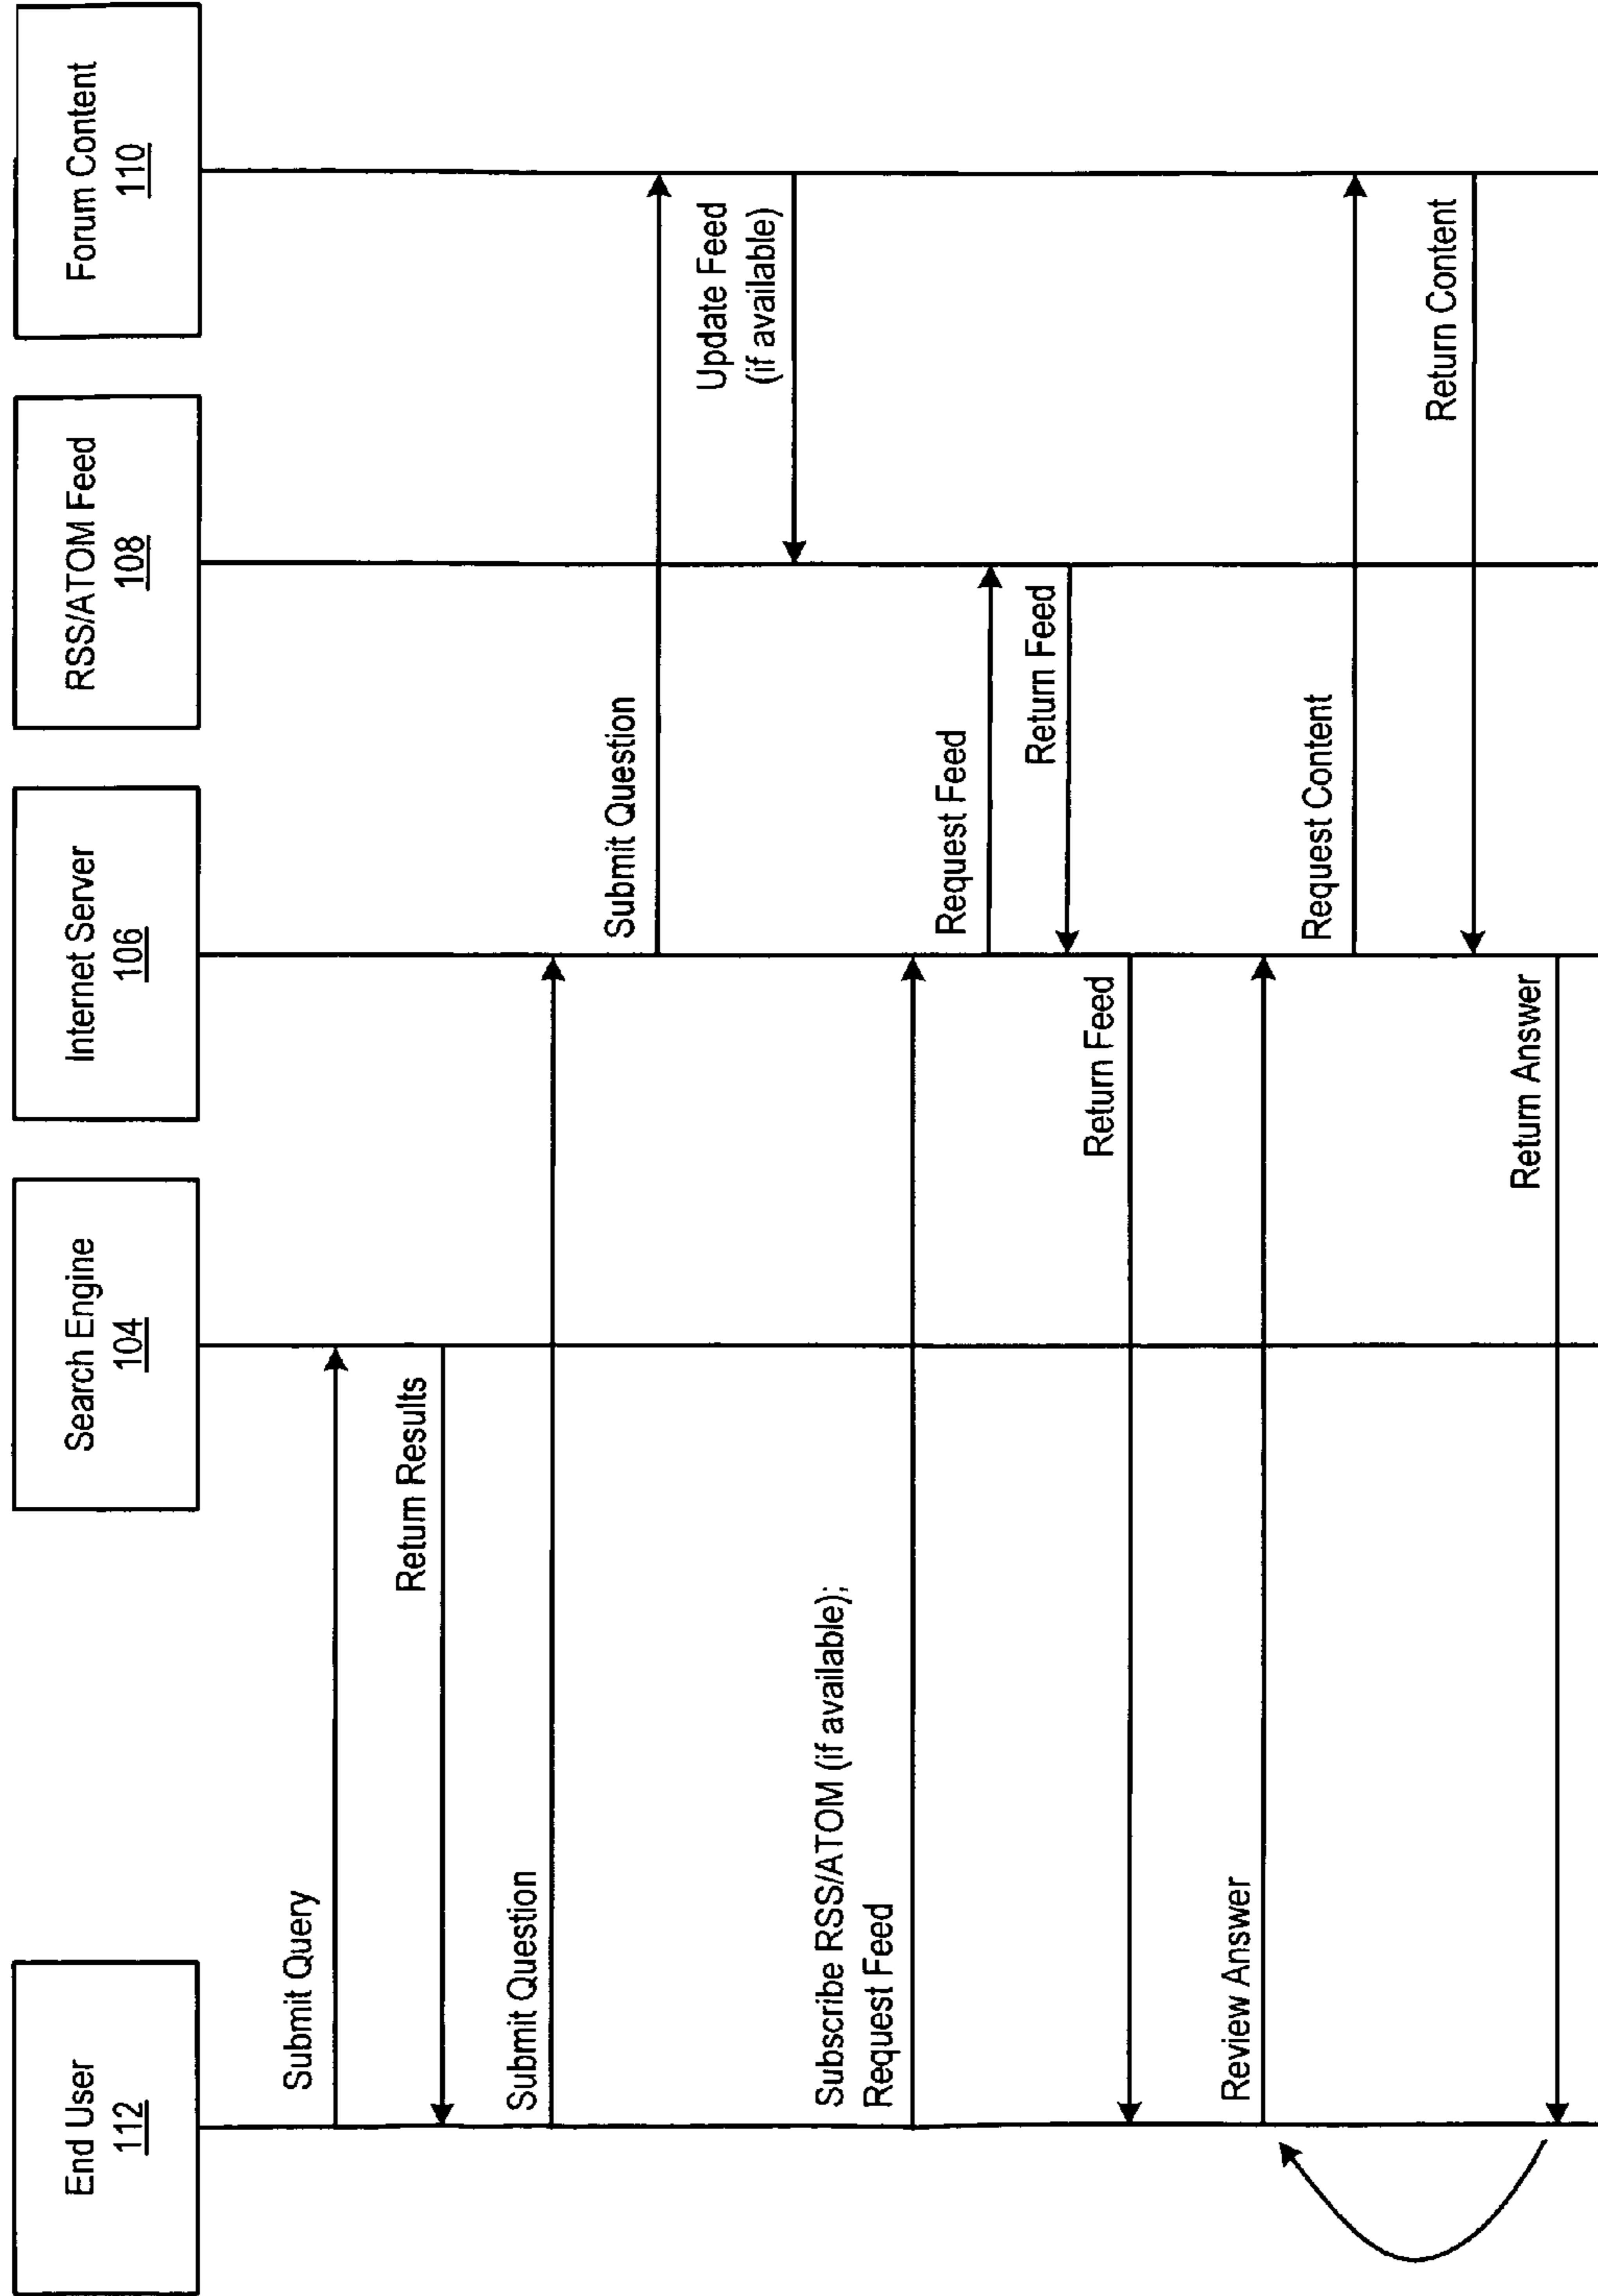 End User
112
Search Engine
104
Internet Server
106
RSS/ATOM Feed
108
Forum Content
110
Submit Query
Return Results
Submit Question
Submit Question
Update Feed
(if available)
Subscribe RSS/ATOM (if available);
Request Feed
Request Feed
Return Feed
Return Feed
Review Answer
Request Content
Return Content
Return Answer